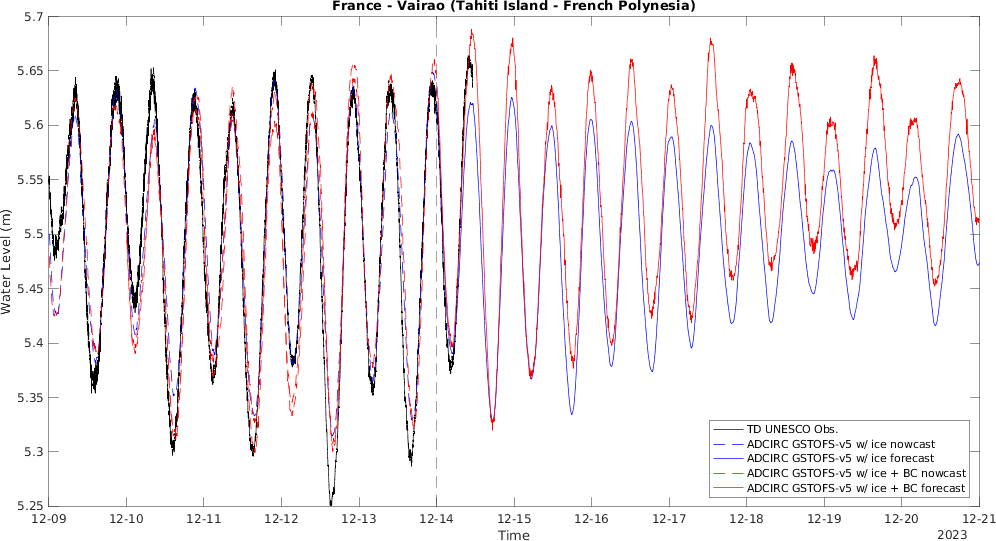 France - Vairao (Tahiti Island - French Polynesia)
5.7
5.65
5.6
5.55
5.5
5.45
5.4
5.35
5.3
5.25
Water Level (m)
TD UNESCO Obs.
ADCIRC GSTOFS-v5 w/ ice nowcast
ADCIRC GSTOFS-v5 w/ ice forecast
ADCIRC GSTOFS-v5 w/ ice + BC nowcast
ADCIRC GSTOFS-v5 w/ ice + BC forecast
12-09 12-10 12-11 12-12 12-13 12-14 12-15 12-16 12-17 12-18 12-19 12-20 12-21
Time
2023